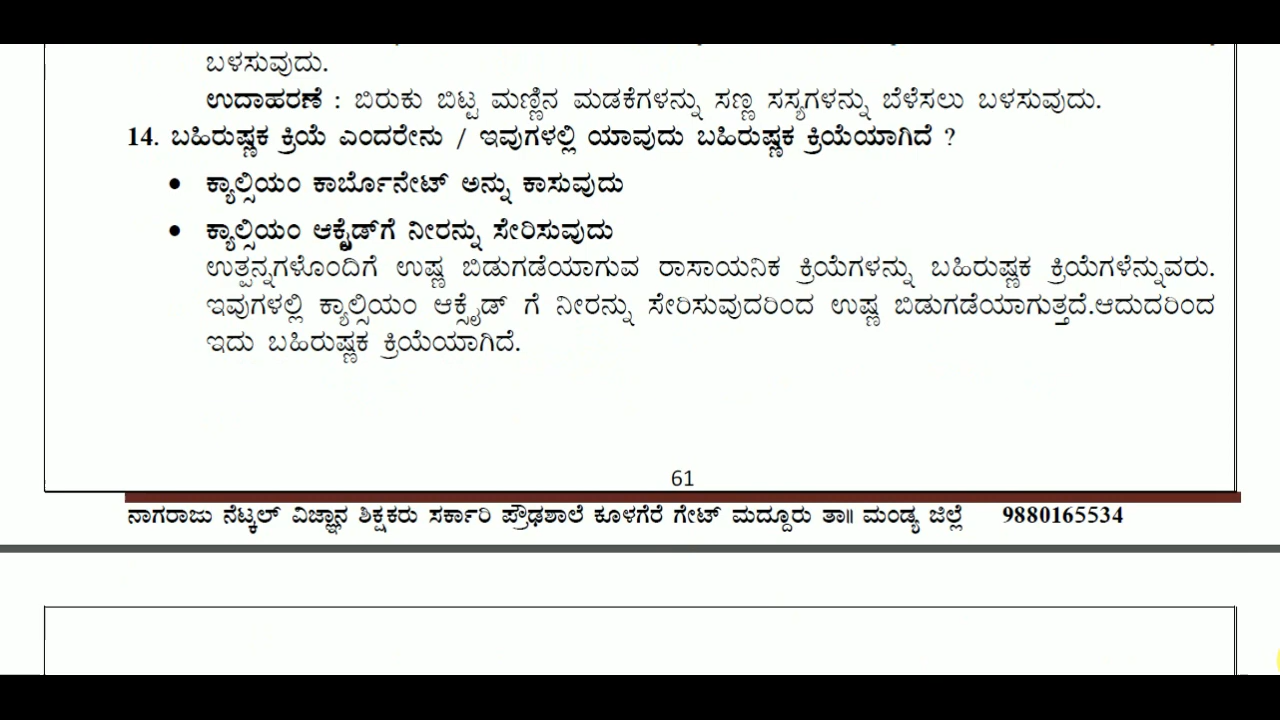 ಬಳಸುವುದು.
ಉದಾಹರಣೆ : ಬಿರುಕು ಬಿಟ್ಟ ಮಣ್ಣಿನ ಮಡಕೆಗಳನ್ನು ಸಣ್ಣ ಸಸ್ಯಗಳನ್ನು ಬೆಳೆಸಲು ಬಳಸುವುದು.
14. ಬಹಿರುಷ್ಣಕ ಕ್ರಿಯೆ ಎಂದರೇನು / ಇವುಗಳಲ್ಲಿ ಯಾವುದು ಬಹಿರುಷ್ಣಕ ಕ್ರಿಯೆಯಾಗಿದೆ ?
• ಕ್ಯಾಲ್ಸಿಯಂ ಕಾರ್ಬೊನೇಟ್ ಅನ್ನು ಕಾಸುವುದು
• ಕ್ಯಾಲ್ಸಿಯಂ ಆಕ್ಸೈಡ್‌ಗೆ ನೀರನ್ನು ಸೇರಿಸುವುದು
ಉತ್ಪನ್ನಗಳೊಂದಿಗೆ ಉಷ್ಣ ಬಿಡುಗಡೆಯಾಗುವ ರಾಸಾಯನಿಕ ಕ್ರಿಯೆಗಳನ್ನು ಬಹಿರುಷ್ಣಕ ಕ್ರಿಯೆಗಳೆನ್ನುವರು.
ಇವುಗಳಲ್ಲಿ ಕ್ಯಾಲ್ಸಿಯಂ ಆಕ್ಸೈಡ್ ಗೆ ನೀರನ್ನು ಸೇರಿಸುವುದರಿಂದ ಉಷ್ಣ ಬಿಡುಗಡೆಯಾಗುತ್ತದೆ.ಆದುದರಿಂದ
ಇದು ಬಹಿರುಷ್ಣಕ ಕ್ರಿಯೆಯಾಗಿದೆ.
61
ನಾಗರಾಜು ನೆಟ್ಕಲ್ ವಿಜ್ಞಾನ ಶಿಕ್ಷಕರು ಸರ್ಕಾರಿ ಪ್ರೌಢಶಾಲೆ ಕೂಳಗೆರೆ ಗೇಟ್ ಮದ್ದೂರು ತಾ॥ ಮಂಡ್ಯ ಜಿಲ್ಲೆ 9880165534